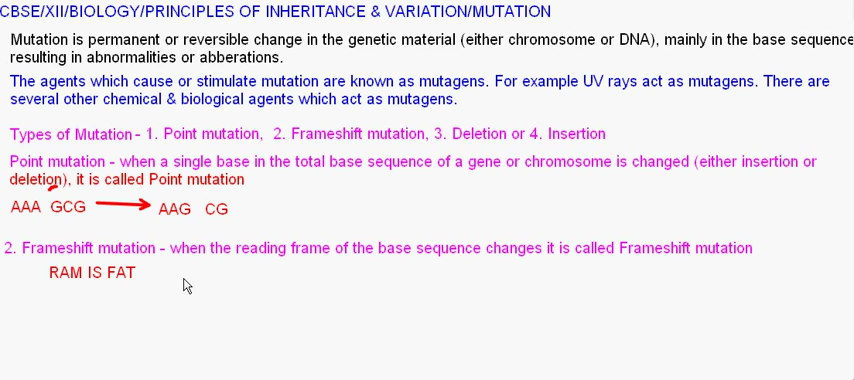 CBSE/XII/BIOLOGY/PRINCIPLES OF INHERITANCE & VARIATION/MUTATION
Mutation is permanent or reversible change in the genetic material (either chromosome or DNA), mainly in the base sequence
resulting in abnormalities or abberations.
The agents which cause or stimulate mutation are known as mutagens. For example UV rays act as mutagens. There are
several other chemical & biological agents which act as mutagens.
Types of Mutation - 1. Point mutation, 2. Frameshift mutation, 3. Deletion or 4. Insertion
Point mutation - when a single base in the total base sequence of a gene or chromosome is changed (either insertion or
deletion), it is called Point mutation
AAA GCG AAG CG
2. Frameshift mutation - when the reading frame of the base sequence changes it is called Frameshift mutation
RAM IS FAT